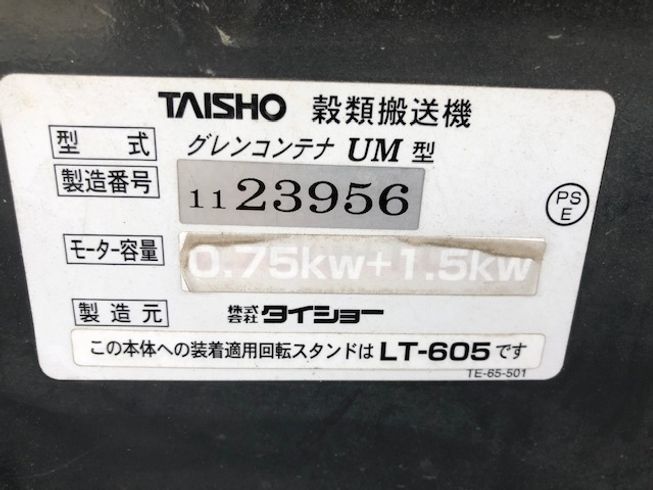 TAISHO 穀類搬送機
型式 グレンコンテナ UM 型
製造番号 11 23956
PS E
モーター容量 0.75kw+1.5kw
製造元 株式会社 タイショー
この本体への装着適用回転スタンドは LT-605 です
TE-65-501